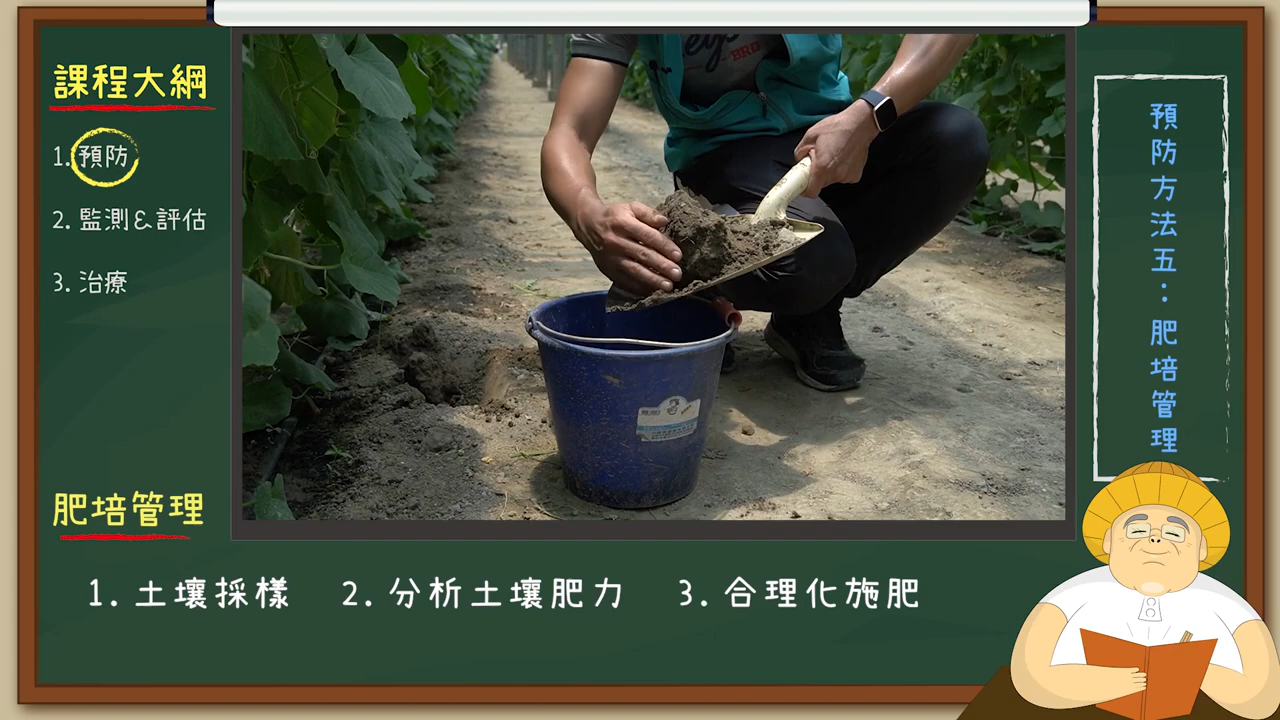 課程大綱
1. 預防
2. 監測&評估
3. 治療
預防方法五：肥培管理
BRO
肥培管理
1. 土壤採樣 2. 分析土壤肥力 3. 合理化施肥